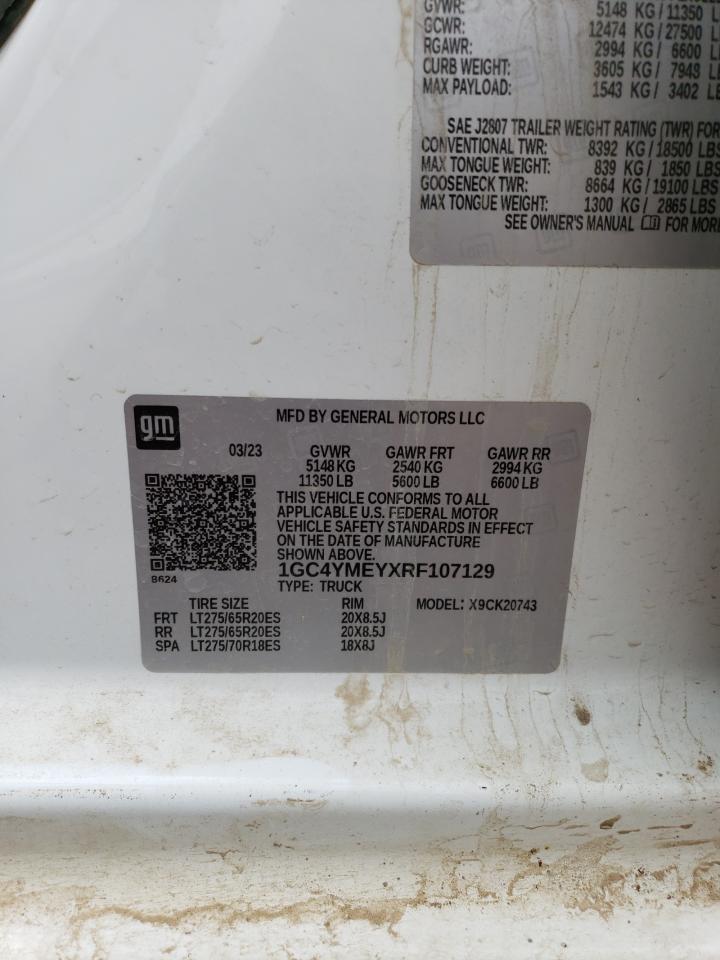 GVWR: 5148 KG / 11350 LB
GCWR: 12474 KG / 27500 LB
RGAWR: 2994 KG / 6600 LB
CURB WEIGHT: 3605 KG / 7948 LB
MAX PAYLOAD: 1543 KG / 3402 LB
SAE J2807 TRAILER WEIGHT RATING (TWR) FOR
CONVENTIONAL TWR: 8392 KG / 18500 LBS
MAX TONGUE WEIGHT: 839 KG / 1850 LBS
GOOSENECK TWR: 8664 KG / 19100 LBS
MAX TONGUE WEIGHT: 1300 KG / 2865 LBS
SEE OWNER'S MANUAL FOR MORE
gm
MFD BY GENERAL MOTORS LLC
03/23 GVWR GAWR FRT GAWR RR
5148 KG 2540 KG 2994 KG
11350 LB 5600 LB 6600 LB
THIS VEHICLE CONFORMS TO ALL
APPLICABLE U.S. FEDERAL MOTOR
VEHICLE SAFETY STANDARDS IN EFFECT
ON THE DATE OF MANUFACTURE
SHOWN ABOVE.
8624
1GC4YMEYXRF107129
TYPE: TRUCK
TIRE SIZE RIM MODEL: X9CK20743
FRT LT275/65R20ES 20X8.5J
RR LT275/65R20ES 20X8.5J
SPA LT275/70R18ES 18X8J